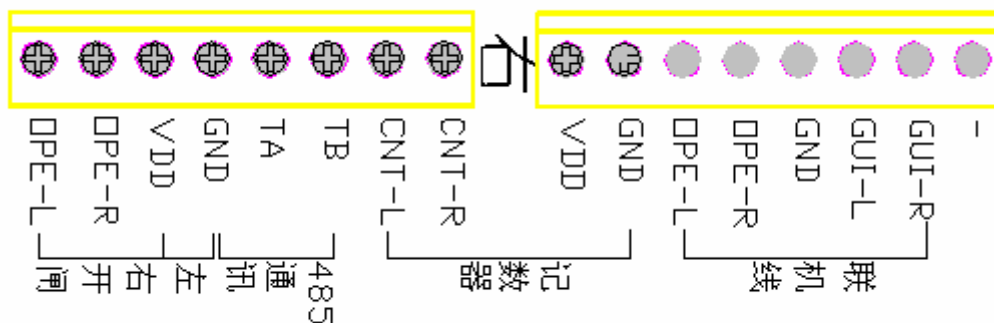 OPE-L
OPE-R
VDD
GND
TA
TB
CNT-L
CNT-R
VDD
GND
OPE-L
OPE-R
GND
GUI-L
GUI-R
-
左右开闸
485通讯
记数器
联机线